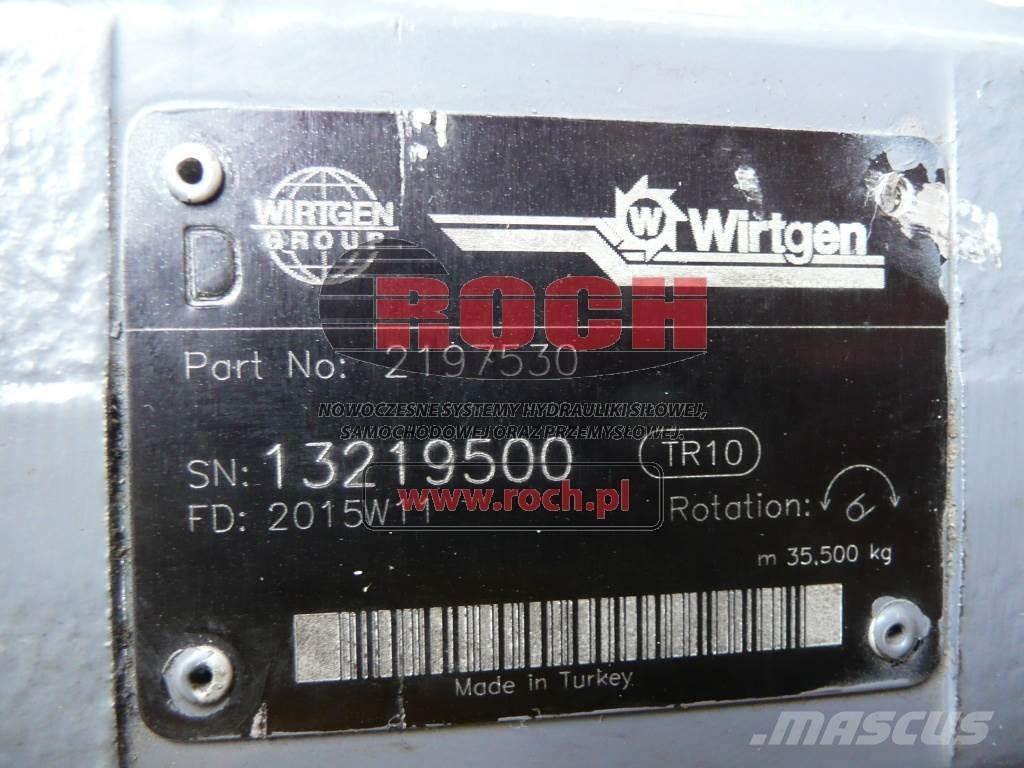 WIRTGEN
GROUP
W Wirtgen
D
ROCH
Part No: 2197530
NOWOCZESNE SYSTEMY HYDRAULIKI SIŁOWEJ,
SAMOCHODOWEJ ORAZ PRZEMYSŁOWEJ.
SN: 13219500 TR10
www.roch.pl
FD: 2015W11 Rotation:
m 35,500 kg
Made in Turkey
MASCUS